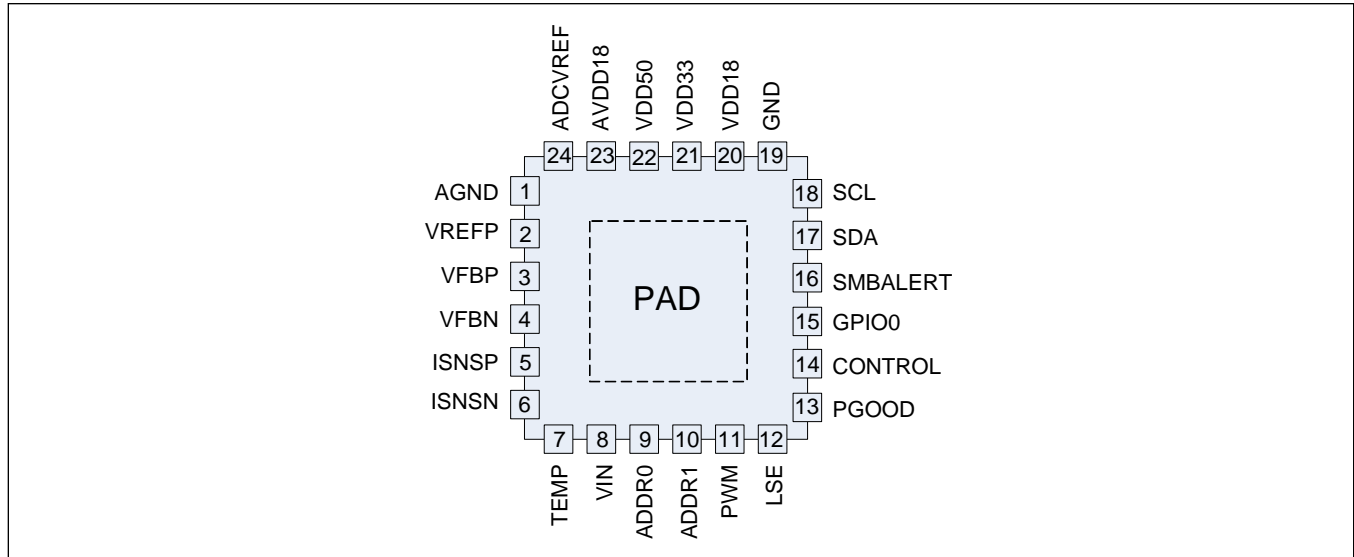 ADCVREF
AVDD18
VDD50
VDD33
VDD18
GND
24
23
22
21
20
19
AGND 1
VREFP 2
VFBP 3
VFBN 4
ISNSP 5
ISNSN 6
PAD
18 SCL
17 SDA
16 SMBALERT
15 GPIO0
14 CONTROL
13 PGOOD
7
8
9
10
11
12
TEMP
VIN
ADDR0
ADDR1
PWM
LSE